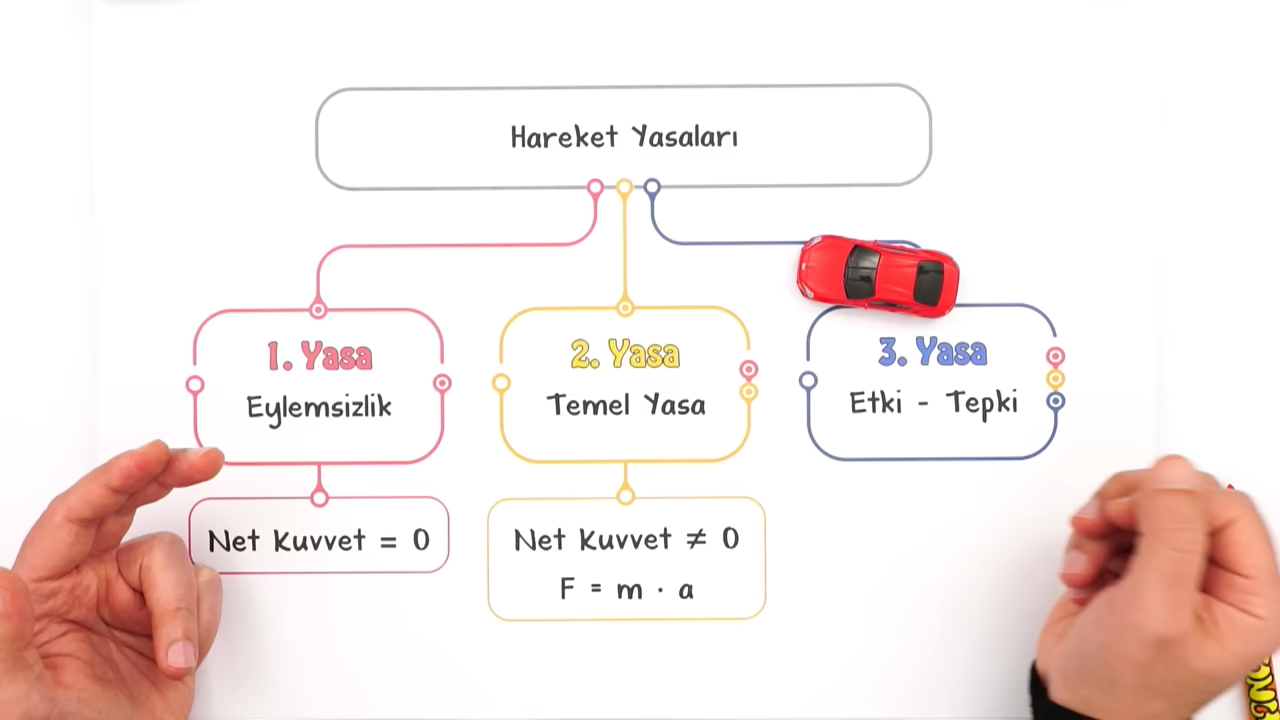 Hareket Yasaları
1. Yasa
Eylemsizlik
2. Yasa
Temel Yasa
3. Yasa
Etki - Tepki
Net Kuvvet = 0
Net Kuvvet ≠ 0
F = m · a